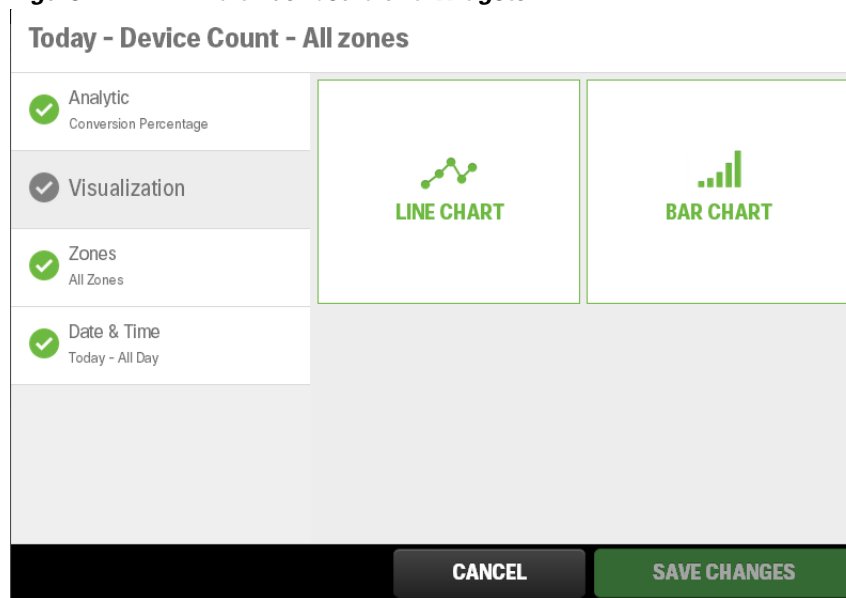 Today - Device Count - All zones
Analytic
Conversion Percentage
Visualization
Zones
All Zones
Date & Time
Today - All Day
LINE CHART
BAR CHART
CANCEL
SAVE CHANGES